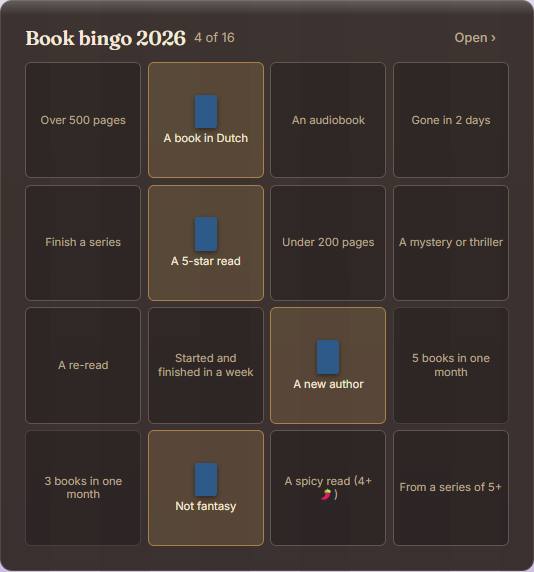 Book bingo 2026 4 of 16 Open ›
Over 500 pages
A book in Dutch
An audiobook
Gone in 2 days
Finish a series
A 5-star read
Under 200 pages
A mystery or thriller
A re-read
Started and
finished in a week
A new author
5 books in one
month
3 books in one
month
Not fantasy
A spicy read (4+
🌶️)
From a series of 5+